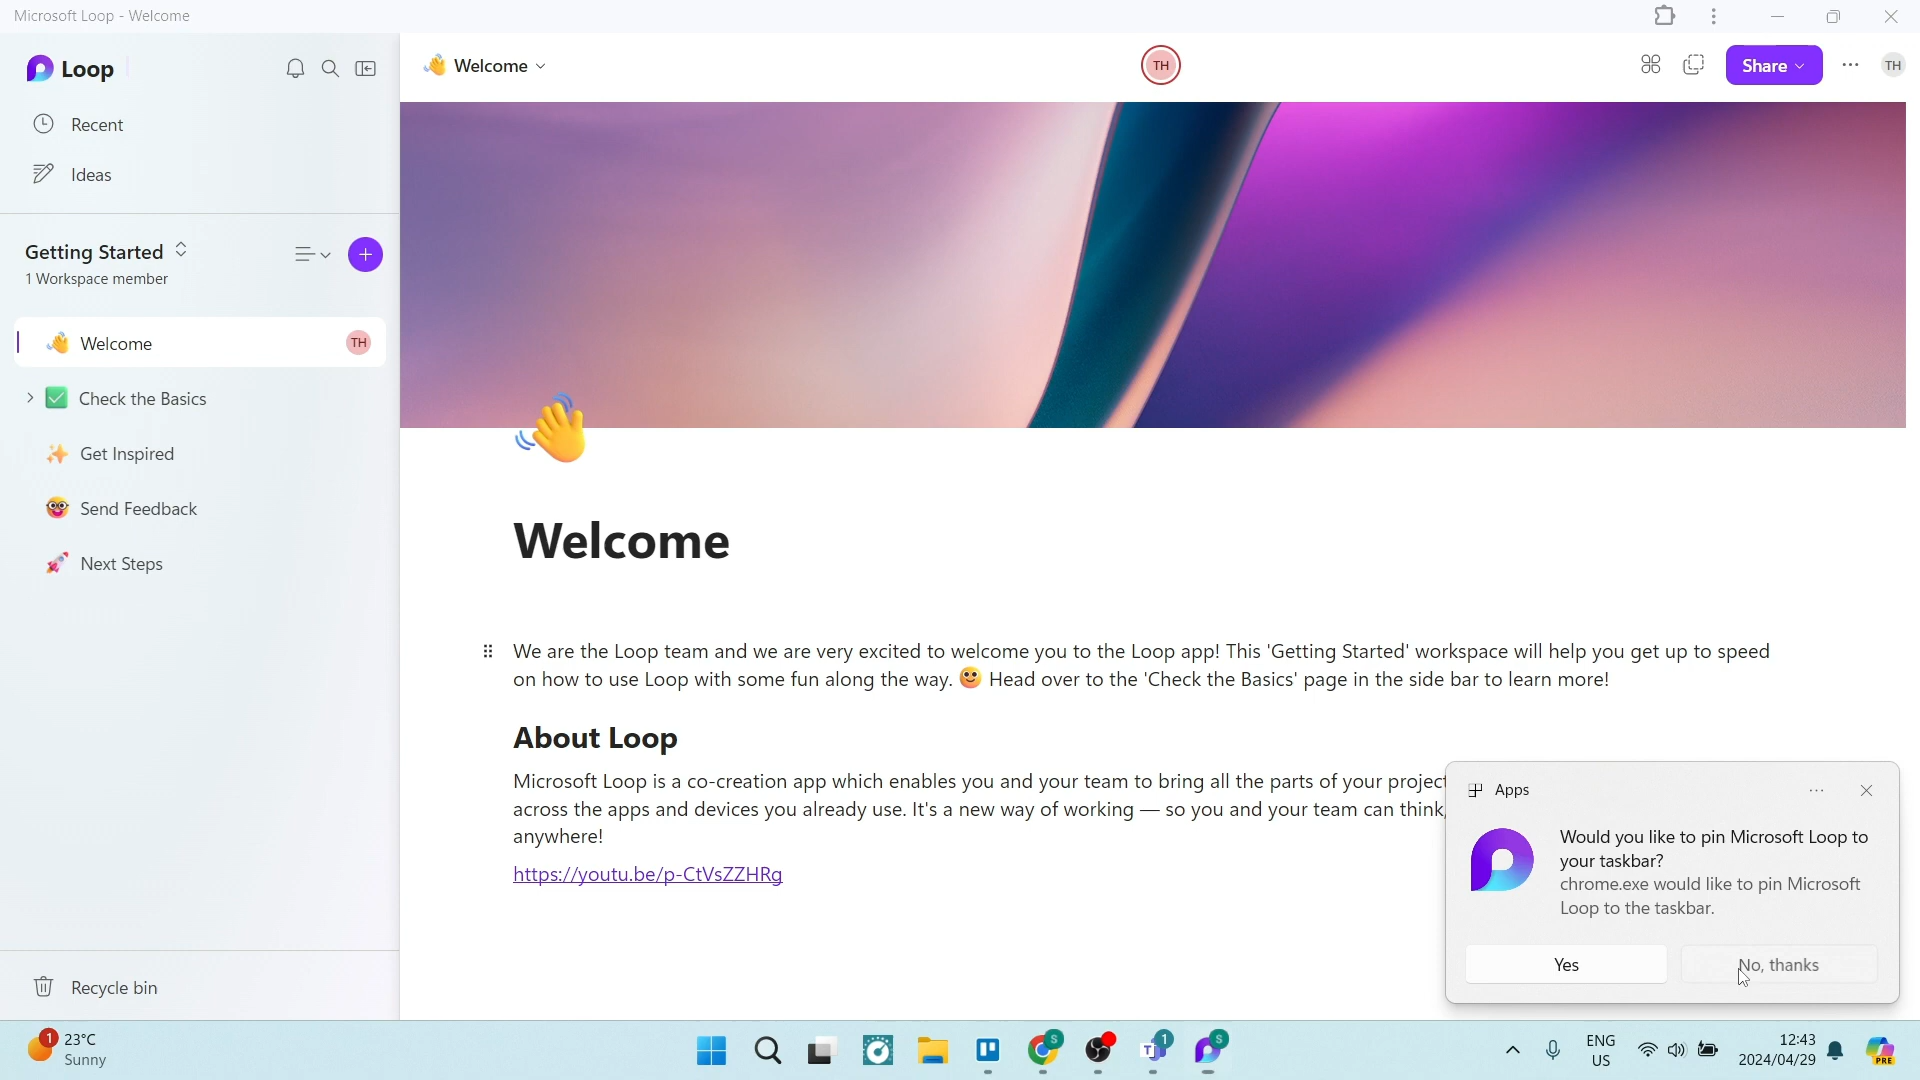 Microsoft Loop - Welcome
Loop
Recent
Ideas
Getting Started
1 Workspace member
Welcome
TH
Check the Basics
Get Inspired
Send Feedback
Next Steps
Recycle bin
Welcome
TH
Share
TH
Welcome
We are the Loop team and we are very excited to welcome you to the Loop app! This 'Getting Started' workspace will help you get up to speed
on how to use Loop with some fun along the way. 😊 Head over to the 'Check the Basics' page in the side bar to learn more!
About Loop
Microsoft Loop is a co-creation app which enables you and your team to bring all the parts of your project
across the apps and devices you already use. It's a new way of working — so you and your team can think,
anywhere!
https://youtu.be/p-CtVsZZHRg
Apps
Would you like to pin Microsoft Loop to
your taskbar?
chrome.exe would like to pin Microsoft
Loop to the taskbar.
Yes
No, thanks
1
23°C
Sunny
S
1
T
S
ENG
US
12:43
2024/04/29
PRE